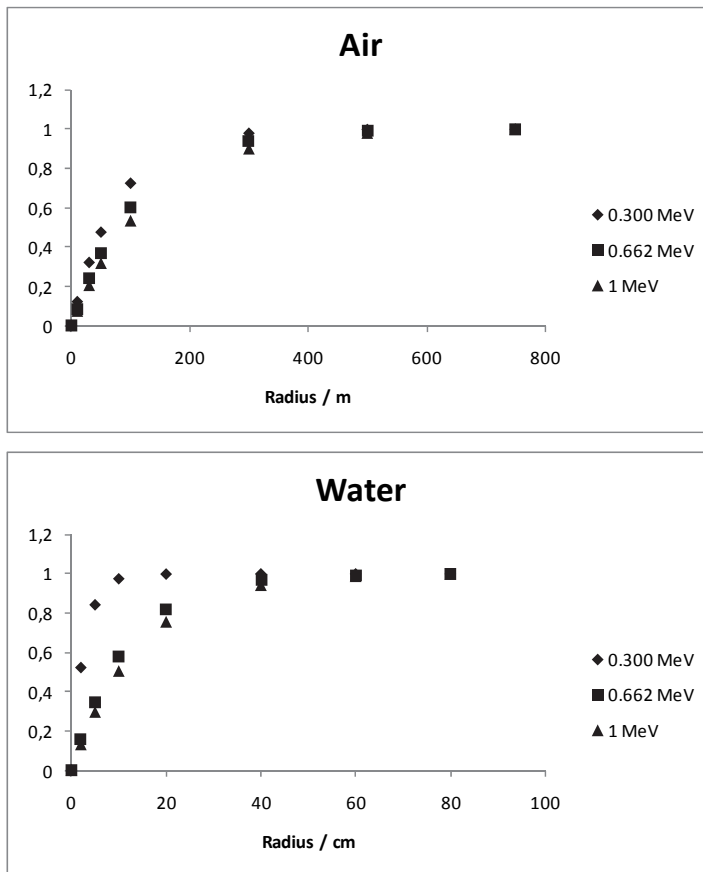 Air
1,2
1
0,8
0,6
0,4
0,2
0
0 200 400 600 800
Radius / m
0.300 MeV
0.662 MeV
1 MeV
Water
1,2
1
0,8
0,6
0,4
0,2
0
0 20 40 60 80 100
Radius / cm
0.300 MeV
0.662 MeV
1 MeV